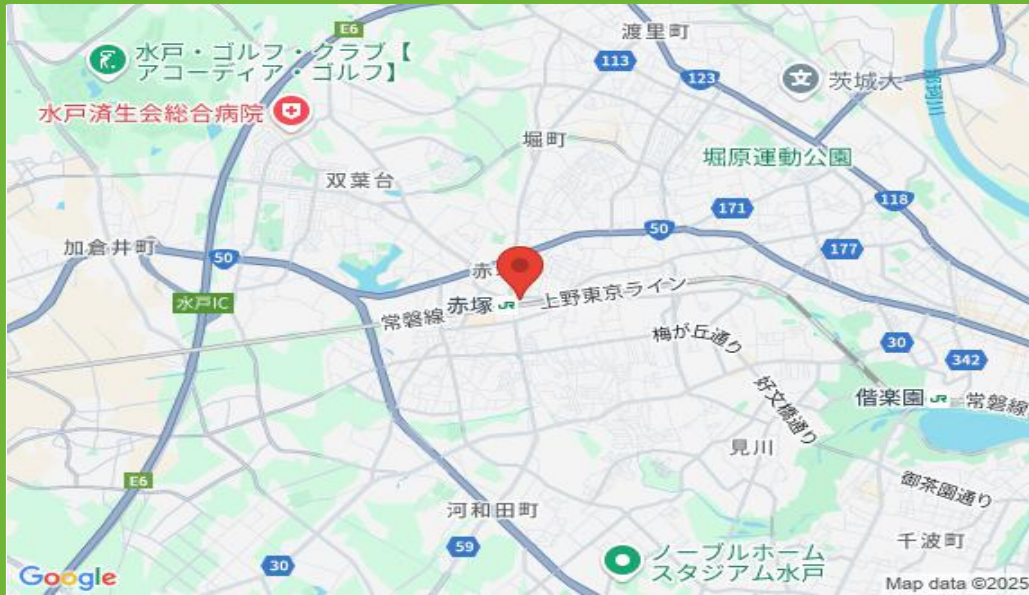 E6
渡里町
水戸・ゴルフ・クラブ【
アコーディア・ゴルフ】
113
123
茨城大
那珂川
水戸済生会総合病院
堀町
堀原運動公園
双葉台
118
171
50
177
加倉井町
50
水戸IC
赤塚
上野東京ライン
常磐線
梅が丘通り
30
342
好文橋通り
偕楽園
常磐線
見川
E6
御茶園通り
河和田町
59
千波町
30
ノーブルホーム
スタジアム水戸
Google
Map data ©2025